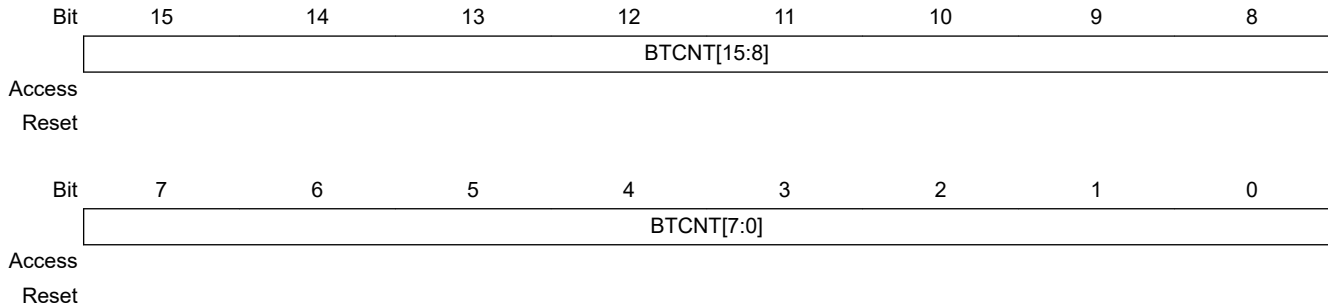 Bit 15 14 13 12 11 10 9 8
BTCNT[15:8]
Access
Reset
Bit 7 6 5 4 3 2 1 0
BTCNT[7:0]
Access
Reset